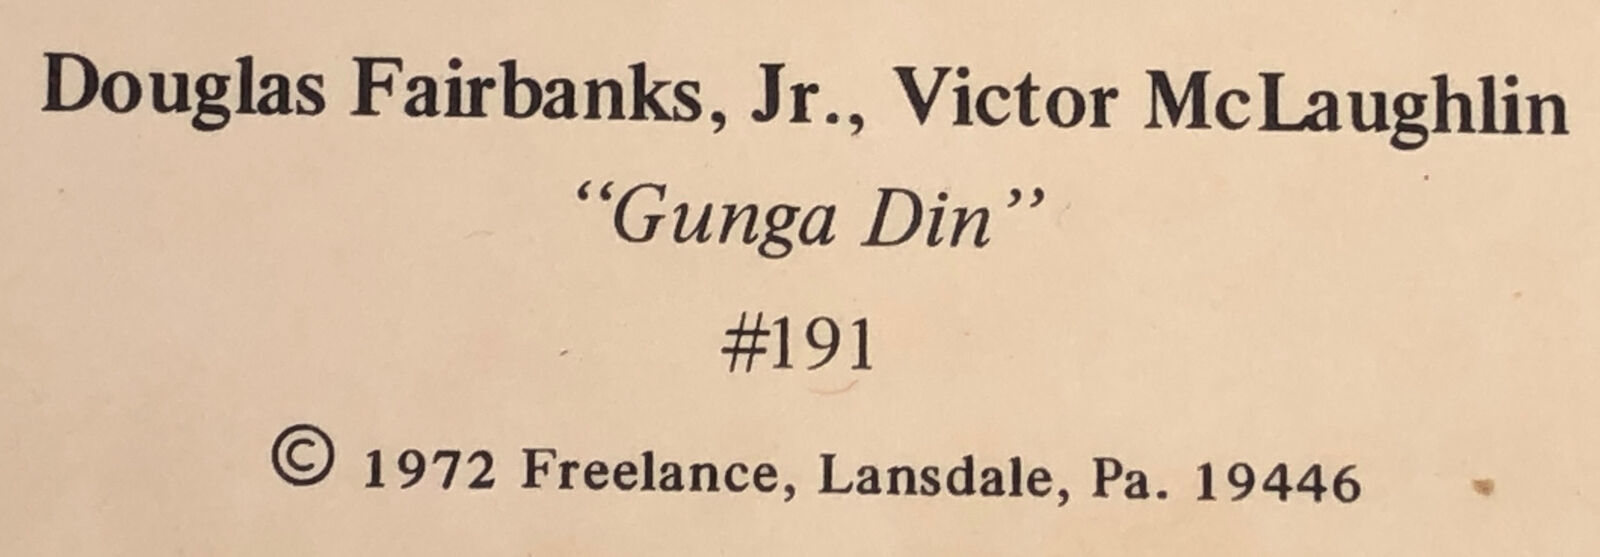 Douglas Fairbanks, Jr., Victor McLaughlin
“Gunga Din”
#191
© 1972 Freelance, Lansdale, Pa. 19446